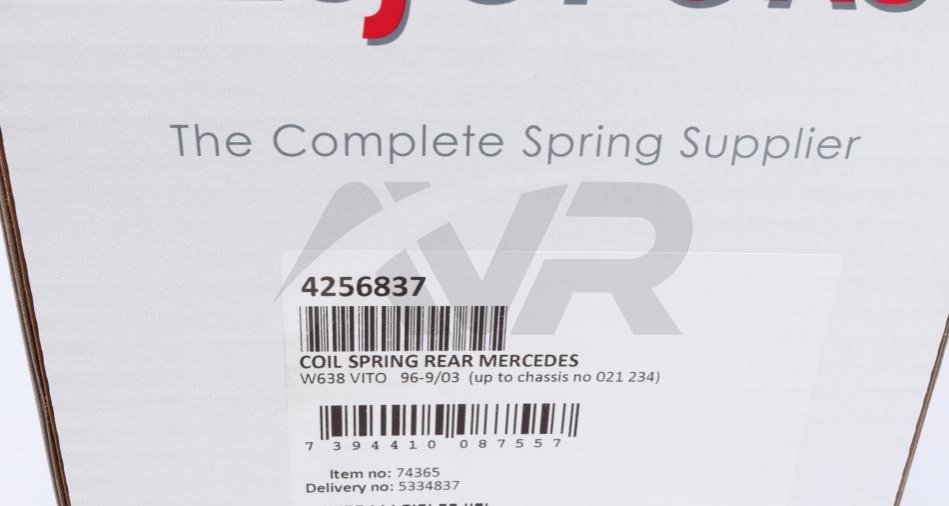 The Complete Spring Supplier
VR
4256837
COIL SPRING REAR MERCEDES
W638 VITO 96-9/03 (up to chassis no 021 234)
7 394410 087557
Item no: 74365
Delivery no: 5334837